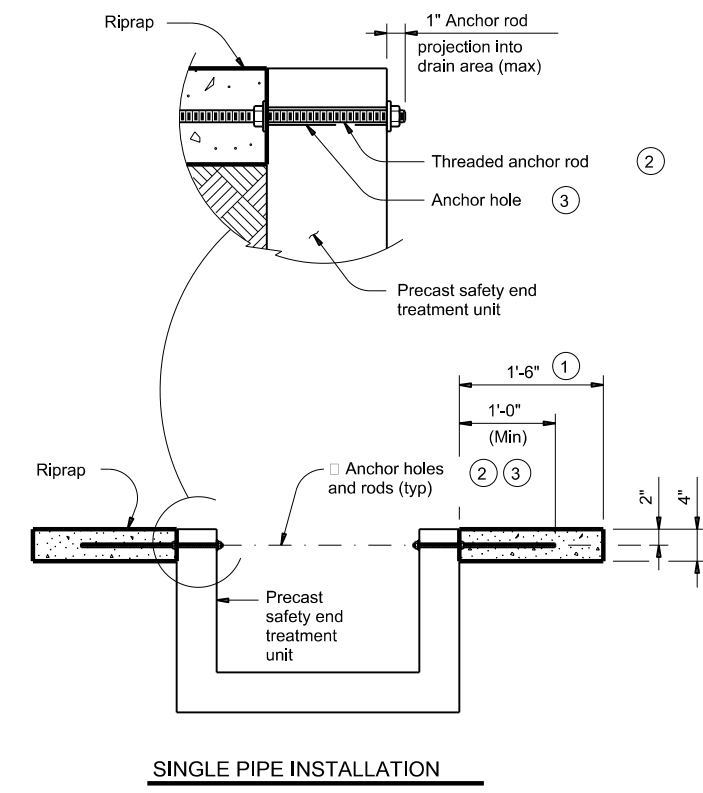 Riprap
1" Anchor rod
projection into
drain area (max)
Threaded anchor rod 2
Anchor hole 3
Precast safety end
treatment unit
1'-6" 1
1'-0"
(Min)
2 3
Riprap
Anchor holes
and rods (typ)
2"
4"
Precast
safety end
treatment
unit
SINGLE PIPE INSTALLATION